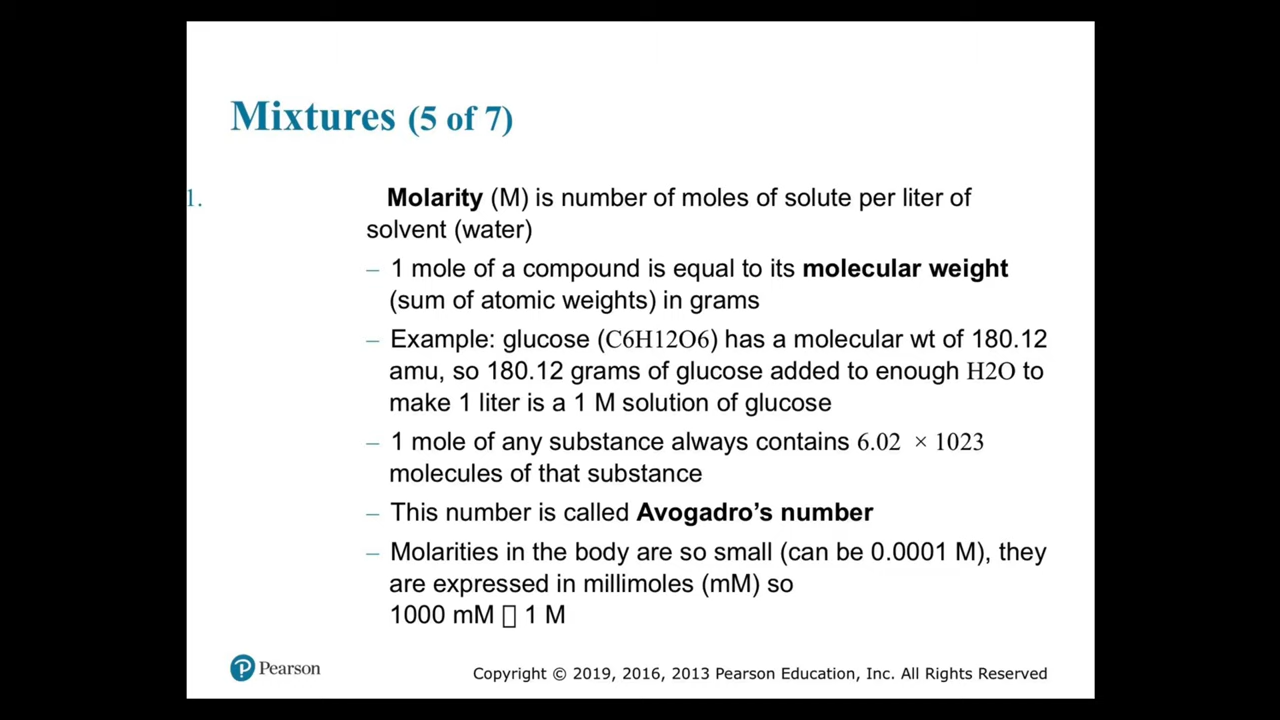 Mixtures (5 of 7)
1. Molarity (M) is number of moles of solute per liter of
solvent (water)
– 1 mole of a compound is equal to its molecular weight
(sum of atomic weights) in grams
– Example: glucose (C6H12O6) has a molecular wt of 180.12
amu, so 180.12 grams of glucose added to enough H2O to
make 1 liter is a 1 M solution of glucose
– 1 mole of any substance always contains 6.02 × 1023
molecules of that substance
– This number is called Avogadro’s number
– Molarities in the body are so small (can be 0.0001 M), they
are expressed in millimoles (mM) so
1000 mM ▯ 1 M
Pearson
Copyright © 2019, 2016, 2013 Pearson Education, Inc. All Rights Reserved